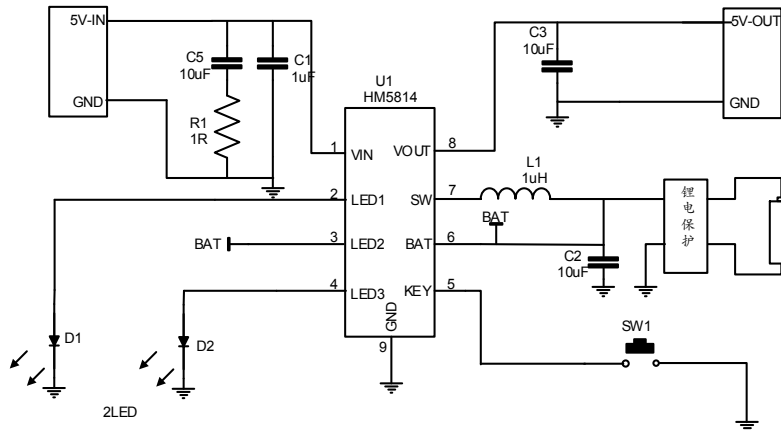 5V-IN
GND
C5
10uF
C1
1uF
R1
1R
U1
HM5814
C3
10uF
5V-OUT
GND
1
VIN
VOUT
8
L1
1uH
2
LED1
SW
7
BAT
BAT
3
LED2
BAT
6
C2
10uF
锂电保护
4
LED3
KEY
5
GND
9
D1
D2
SW1
2LED